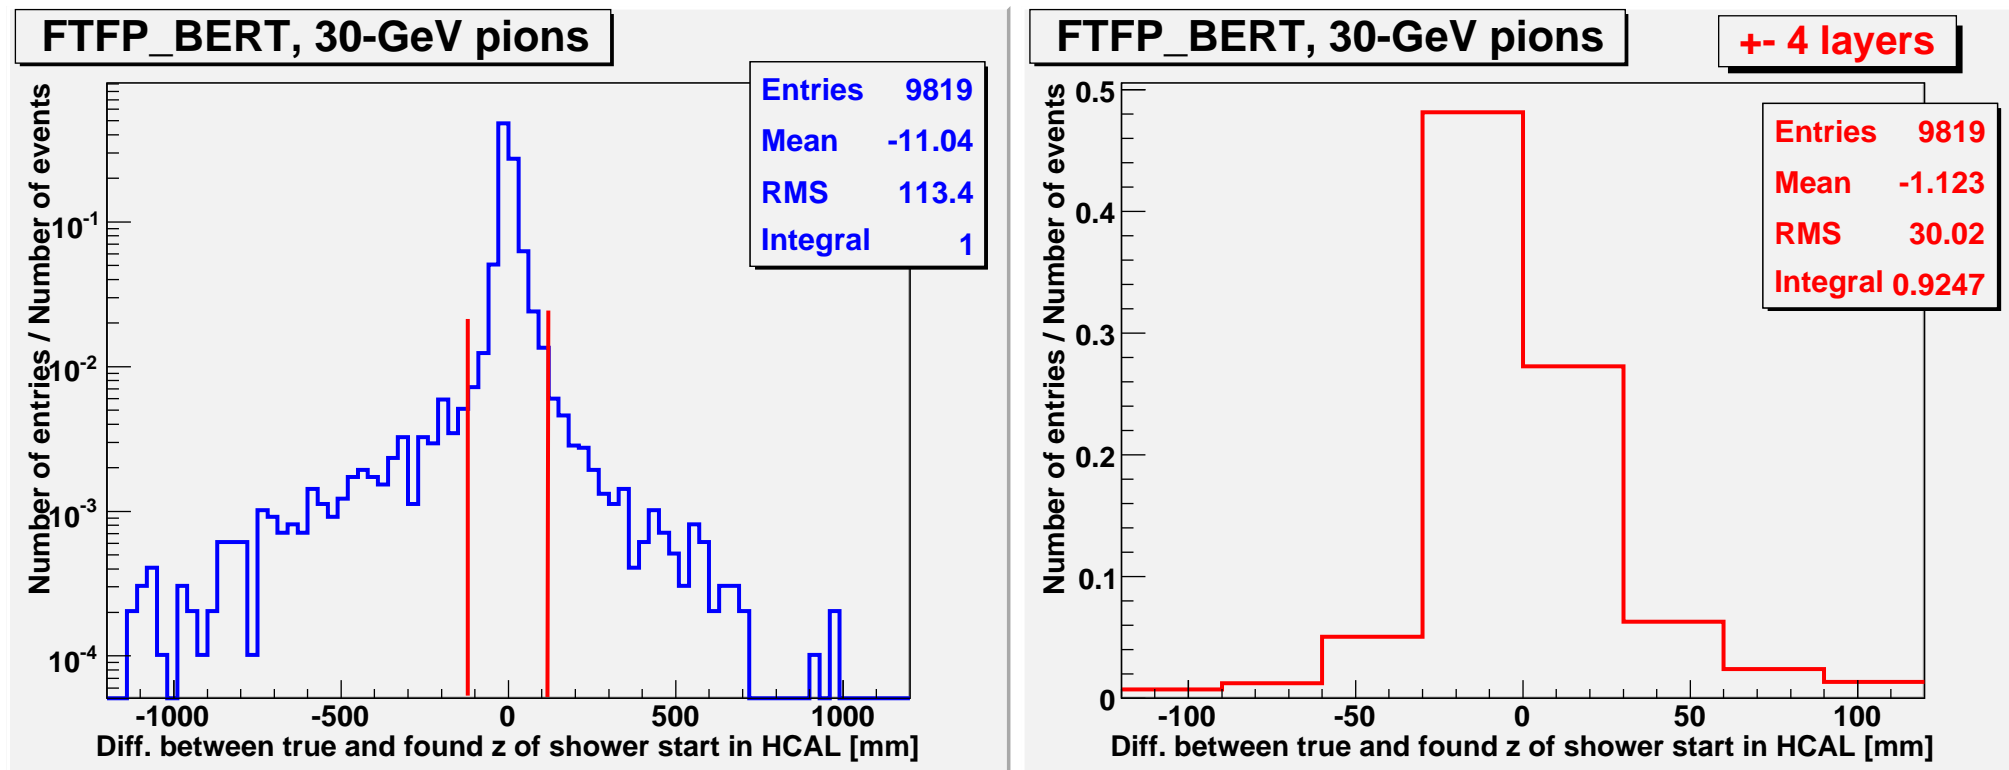 FTFP_BERT, 30-GeV pions
Entries 9819
Mean -11.04
RMS 113.4
Integral 1
Number of entries / Number of events
10-1
10-2
10-3
10-4
-1000 -500 0 500 1000
Diff. between true and found z of shower start in HCAL [mm]
FTFP_BERT, 30-GeV pions
+- 4 layers
Entries 9819
Mean -1.123
RMS 30.02
Integral 0.9247
Number of entries / Number of events
0.5
0.4
0.3
0.2
0.1
0
-100 -50 0 50 100
Diff. between true and found z of shower start in HCAL [mm]